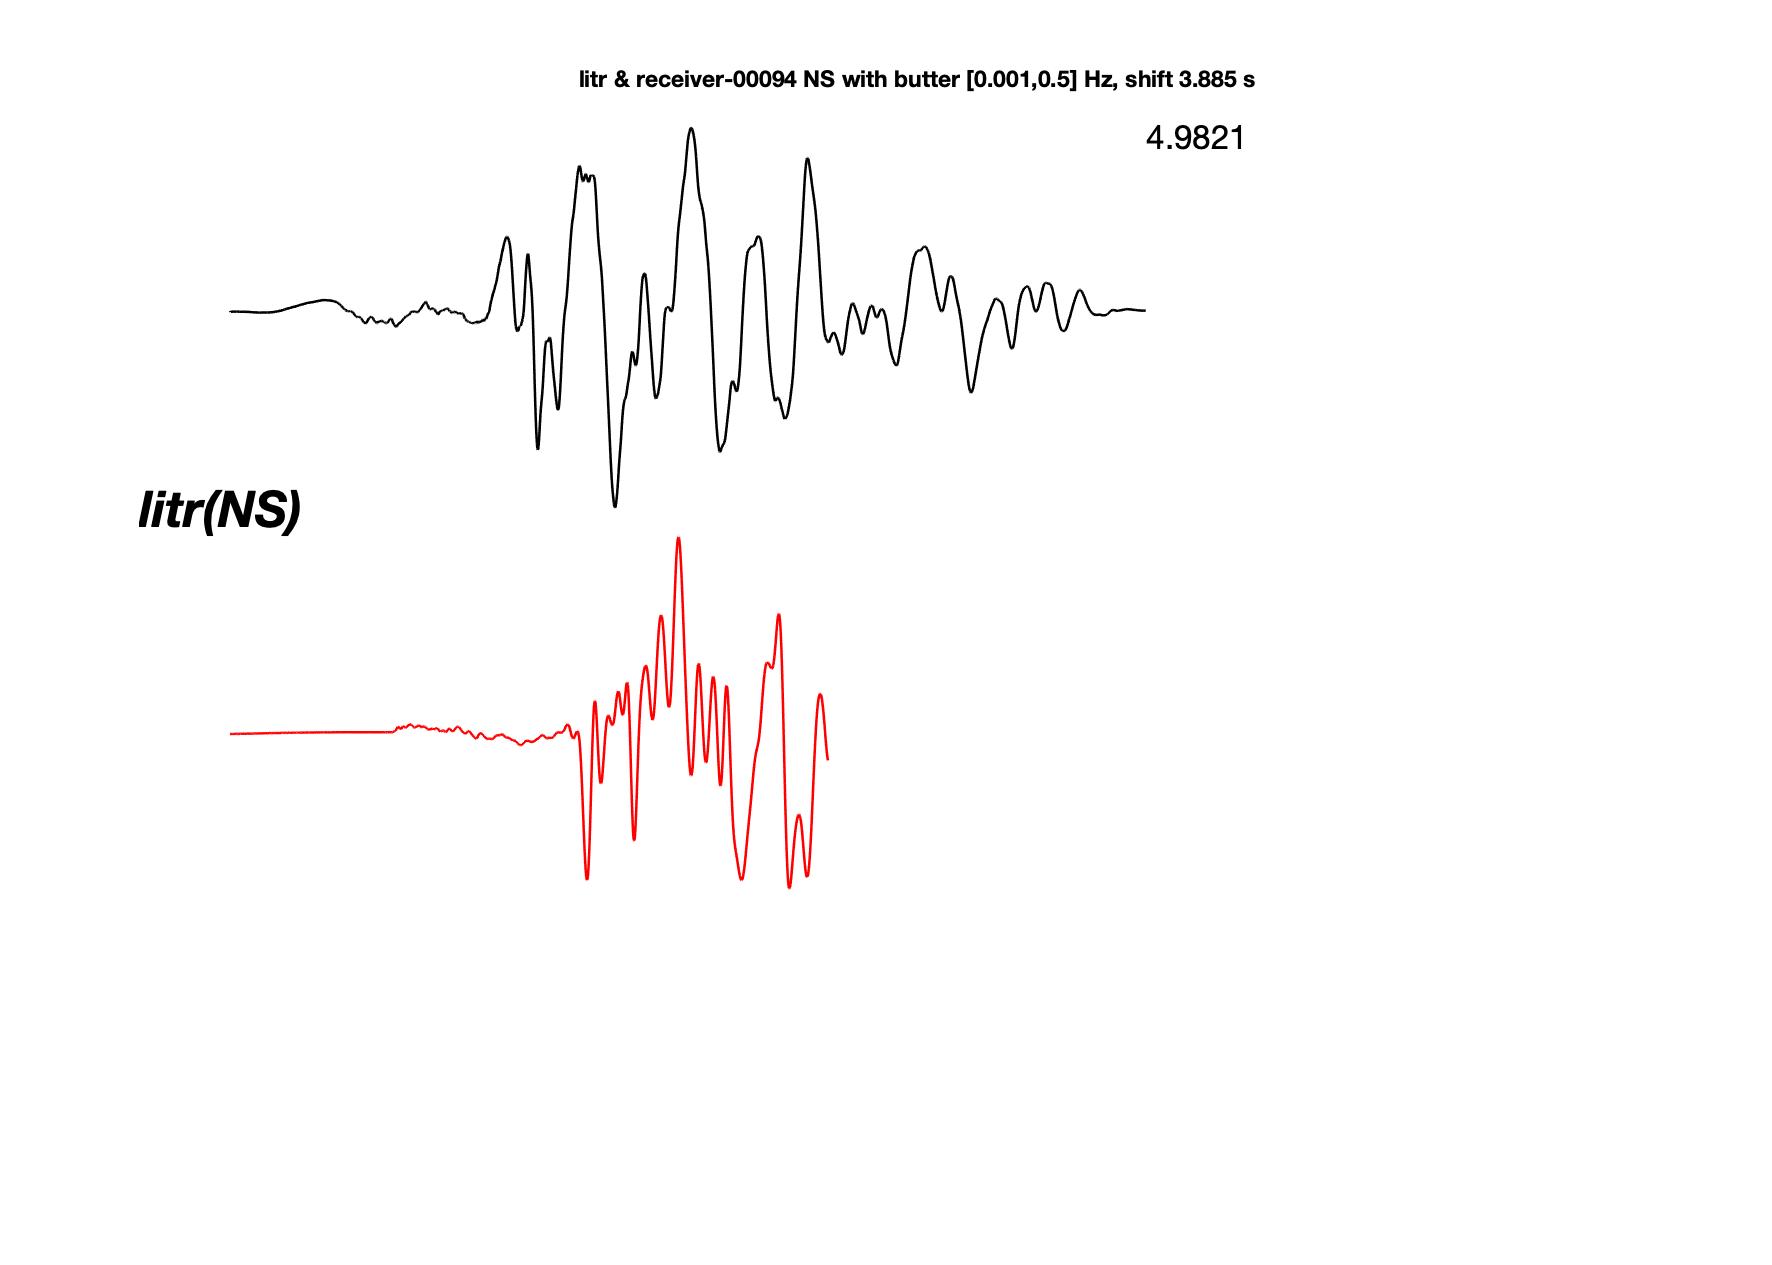 litr & receiver-00094 NS with butter [0.001,0.5] Hz, shift 3.885 s
4.9821
litr(NS)